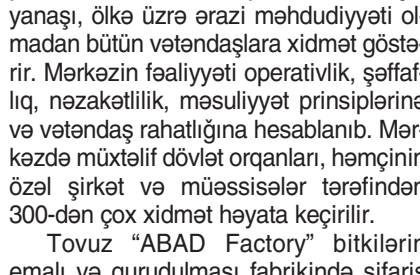 yanaşı, ölkə üzrə ərazi məhdudiyyəti ol
madan bütün vətəndaşlara xidmət göstə-
rir. Mərkəzin fəaliyyəti operativlik, şəffaf-
lıq, nəzakətlilik, məsuliyyət prinsiplərinə
və vətəndaş rahatlığına hesablanıb. Mər-
kəzdə müxtəlif dövlət orqanları, həmçinin
özəl şirkət və müəssisələr tərəfindən
300-dən çox xidmət həyata keçirilir.
Tovuz “ABAD Factory” bitkilərin
emalı və qurudulması fabrikində sifariş